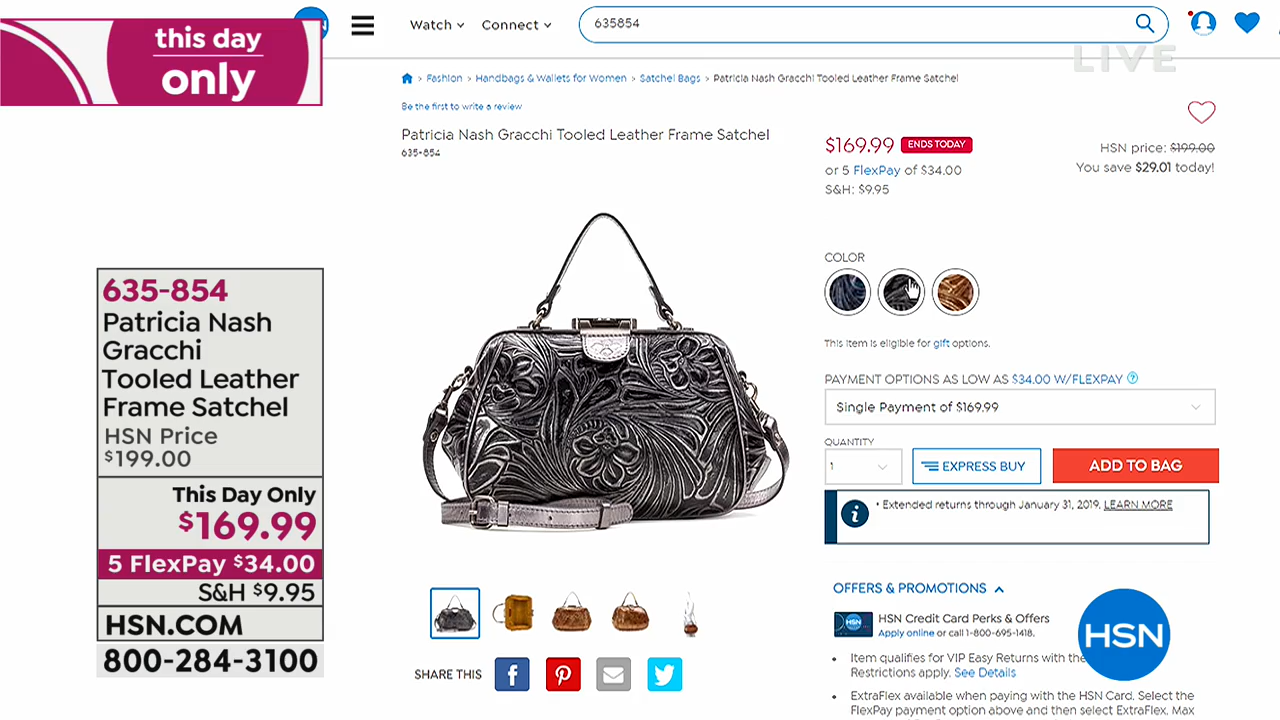 this day
only
Watch
Connect
635854
LIVE
Fashion > Handbags & Wallets for Women > Satchel Bags > Patricia Nash Gracchi Tooled Leather Frame Satchel
Be the first to write a review
Patricia Nash Gracchi Tooled Leather Frame Satchel
635-854
$169.99 ENDS TODAY
or 5 FlexPay of $34.00
S&H: $9.95
HSN price: $199.00
You save $29.01 today!
COLOR
This item is eligible for gift options.
PAYMENT OPTIONS AS LOW AS $34.00 W/FLEXPAY ?
Single Payment of $169.99
QUANTITY
1
EXPRESS BUY
ADD TO BAG
i
• Extended returns through January 31, 2019. LEARN MORE
OFFERS & PROMOTIONS
HSN
HSN Credit Card Perks & Offers
Apply online or call 1-800-695-1418.
• Item qualifies for VIP Easy Returns with the
Restrictions apply. See Details
• ExtraFlex available when paying with the HSN Card. Select the
FlexPay payment option above and then select ExtraFlex. Max
HSN
SHARE THIS
635-854
Patricia Nash
Gracchi
Tooled Leather
Frame Satchel
HSN Price
$199.00
This Day Only
$169.99
5 FlexPay $34.00
S&H $9.95
HSN.COM
800-284-3100